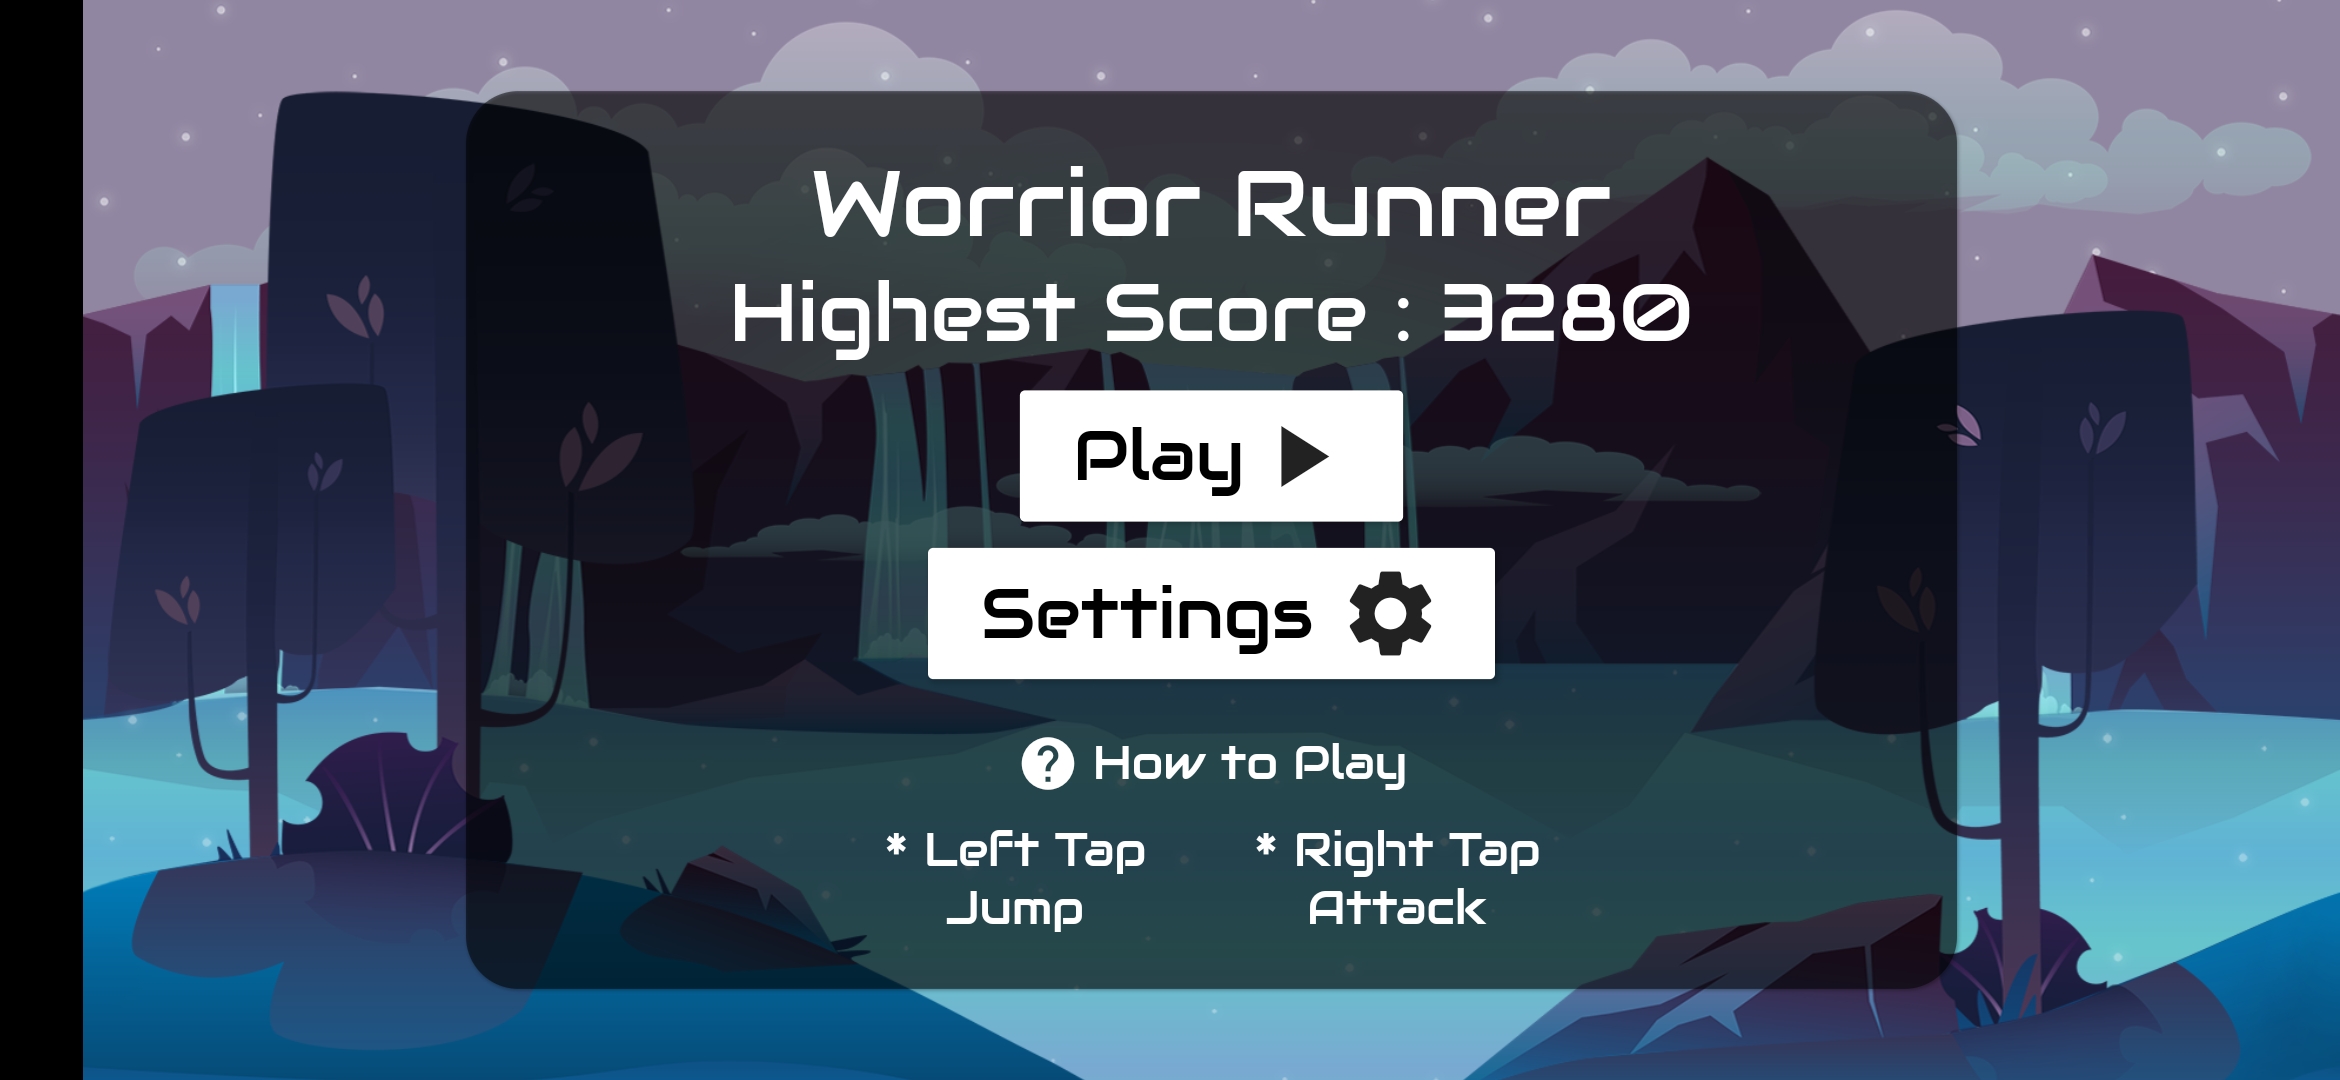 Worrior Runner
Highest Score : 3280
Play
Settings
How to Play
* Left Tap
Jump
* Right Tap
Attack